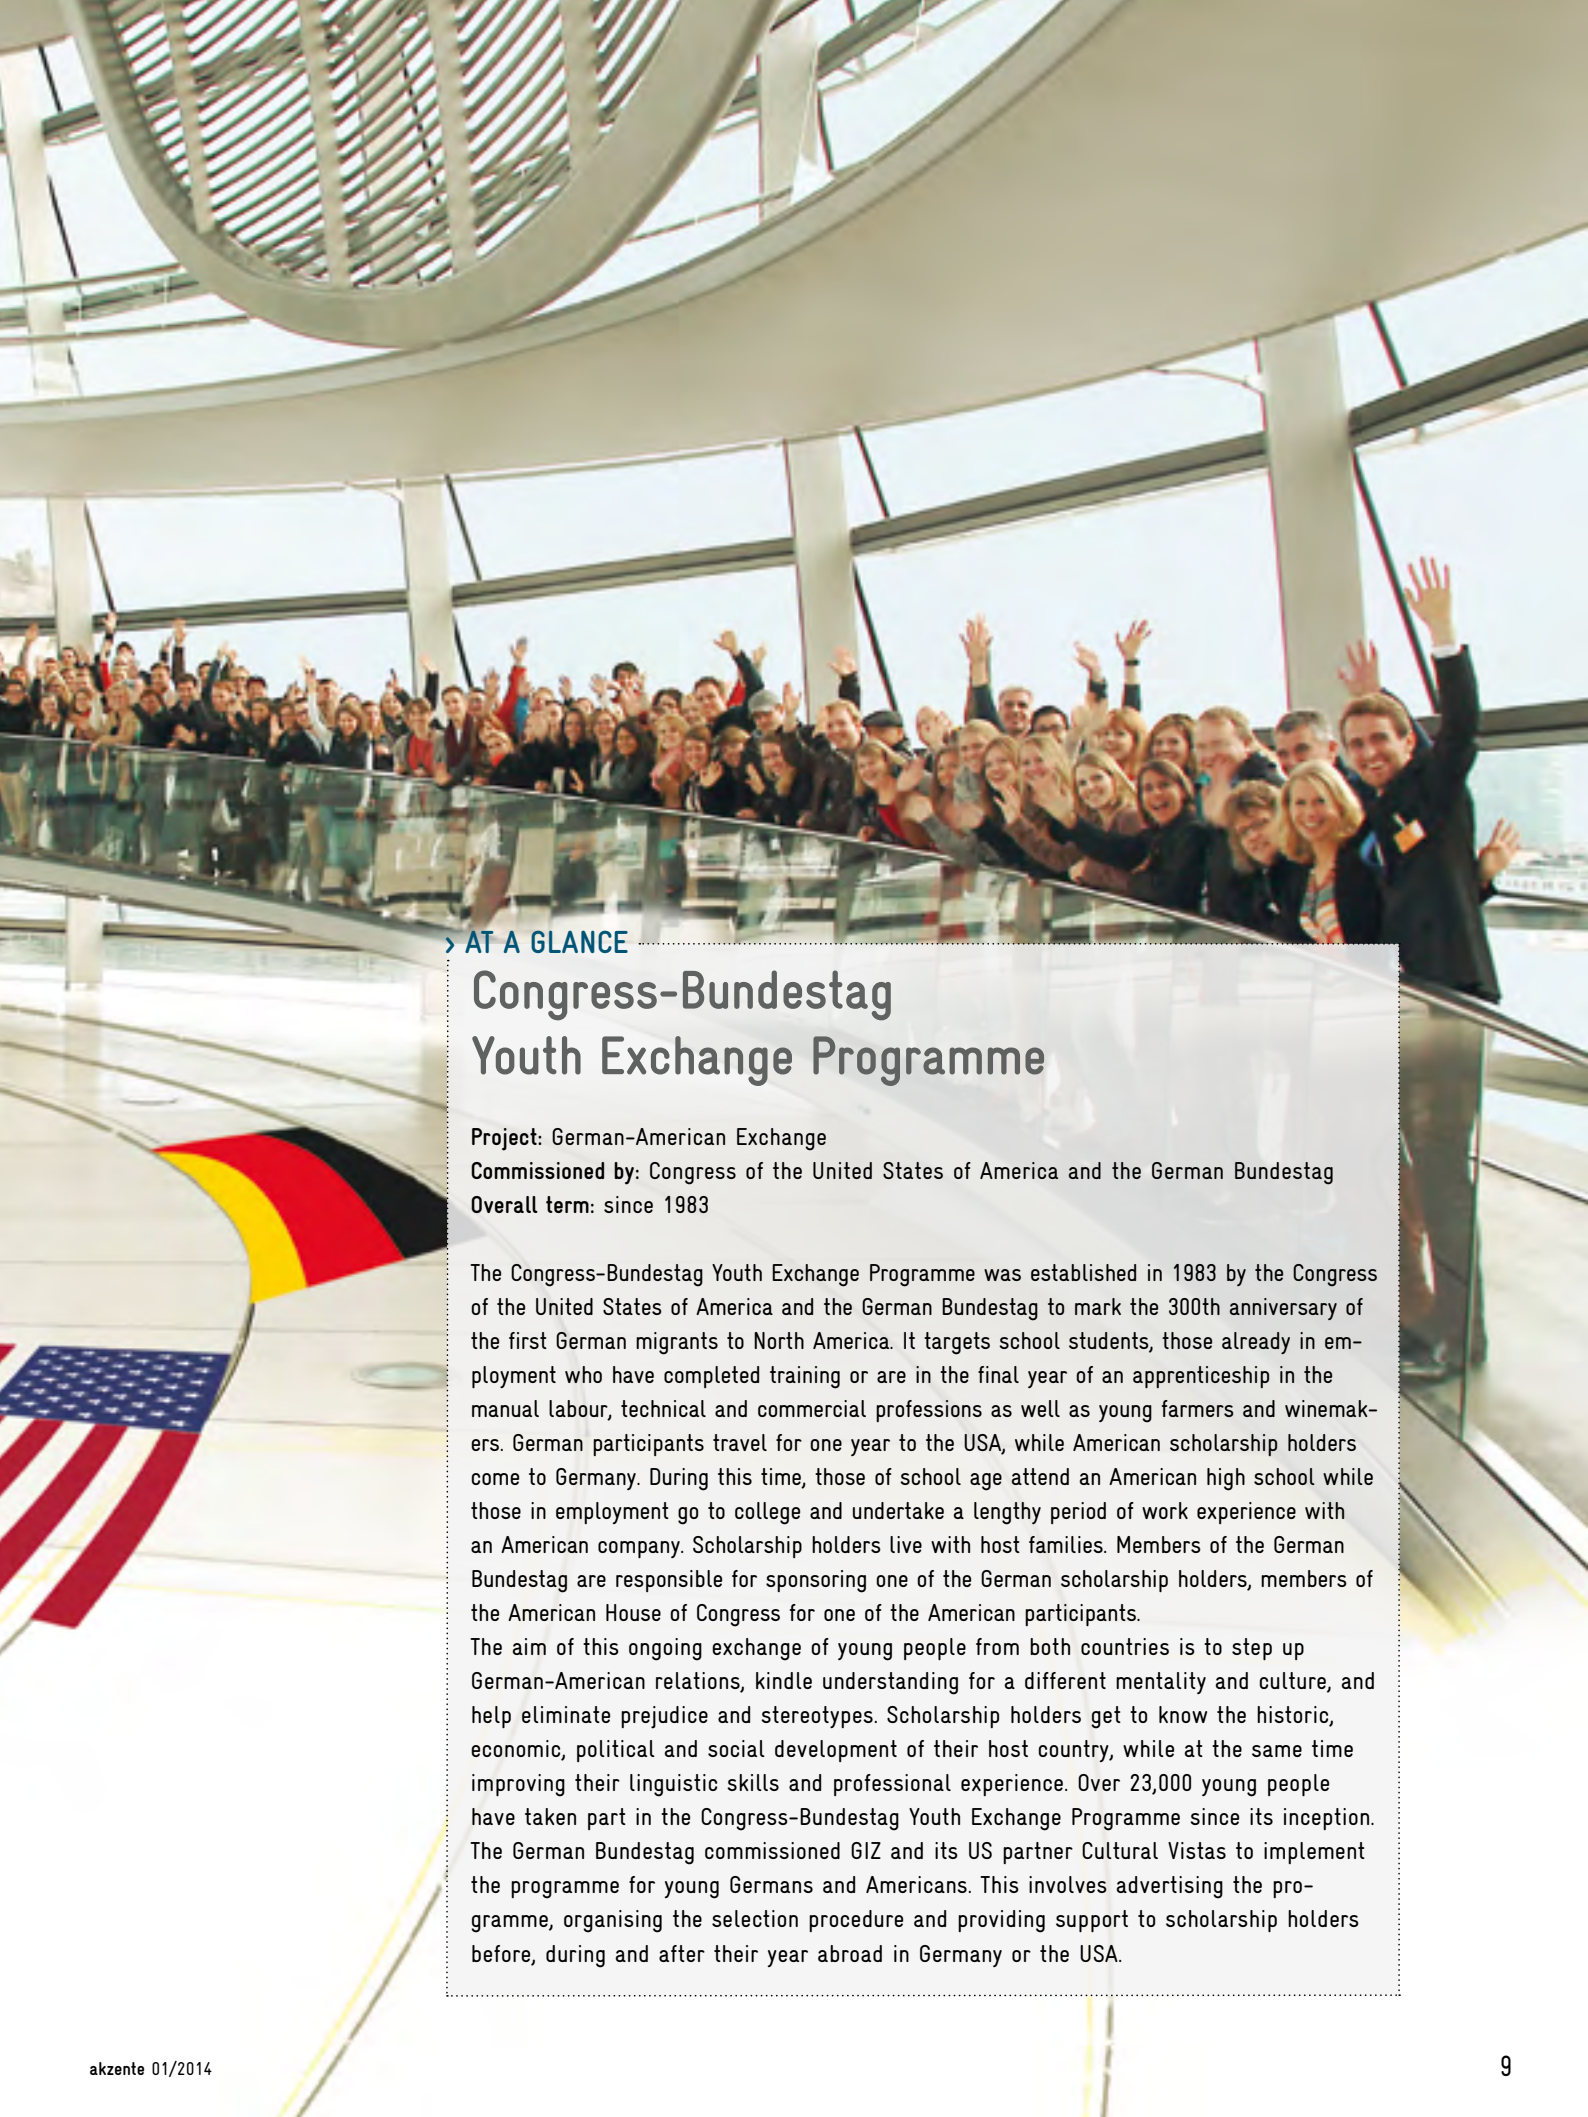 › AT A GLANCE
Congress-Bundestag
Youth Exchange Programme
Project: German-American Exchange
Commissioned by: Congress of the United States of America and the German Bundestag
Overall term: since 1983
The Congress-Bundestag Youth Exchange Programme was established in 1983 by the Congress
of the United States of America and the German Bundestag to mark the 300th anniversary of
the first German migrants to North America. It targets school students, those already in em-
ployment who have completed training or are in the final year of an apprenticeship in the
manual labour, technical and commercial professions as well as young farmers and winemak-
ers. German participants travel for one year to the USA, while American scholarship holders
come to Germany. During this time, those of school age attend an American high school while
those in employment go to college and undertake a lengthy period of work experience with
an American company. Scholarship holders live with host families. Members of the German
Bundestag are responsible for sponsoring one of the German scholarship holders, members of
the American House of Congress for one of the American participants.
The aim of this ongoing exchange of young people from both countries is to step up
German-American relations, kindle understanding for a different mentality and culture, and
help eliminate prejudice and stereotypes. Scholarship holders get to know the historic,
economic, political and social development of their host country, while at the same time
improving their linguistic skills and professional experience. Over 23,000 young people
have taken part in the Congress-Bundestag Youth Exchange Programme since its inception.
The German Bundestag commissioned GIZ and its US partner Cultural Vistas to implement
the programme for young Germans and Americans. This involves advertising the pro-
gramme, organising the selection procedure and providing support to scholarship holders
before, during and after their year abroad in Germany or the USA.
akzente 01/2014
9